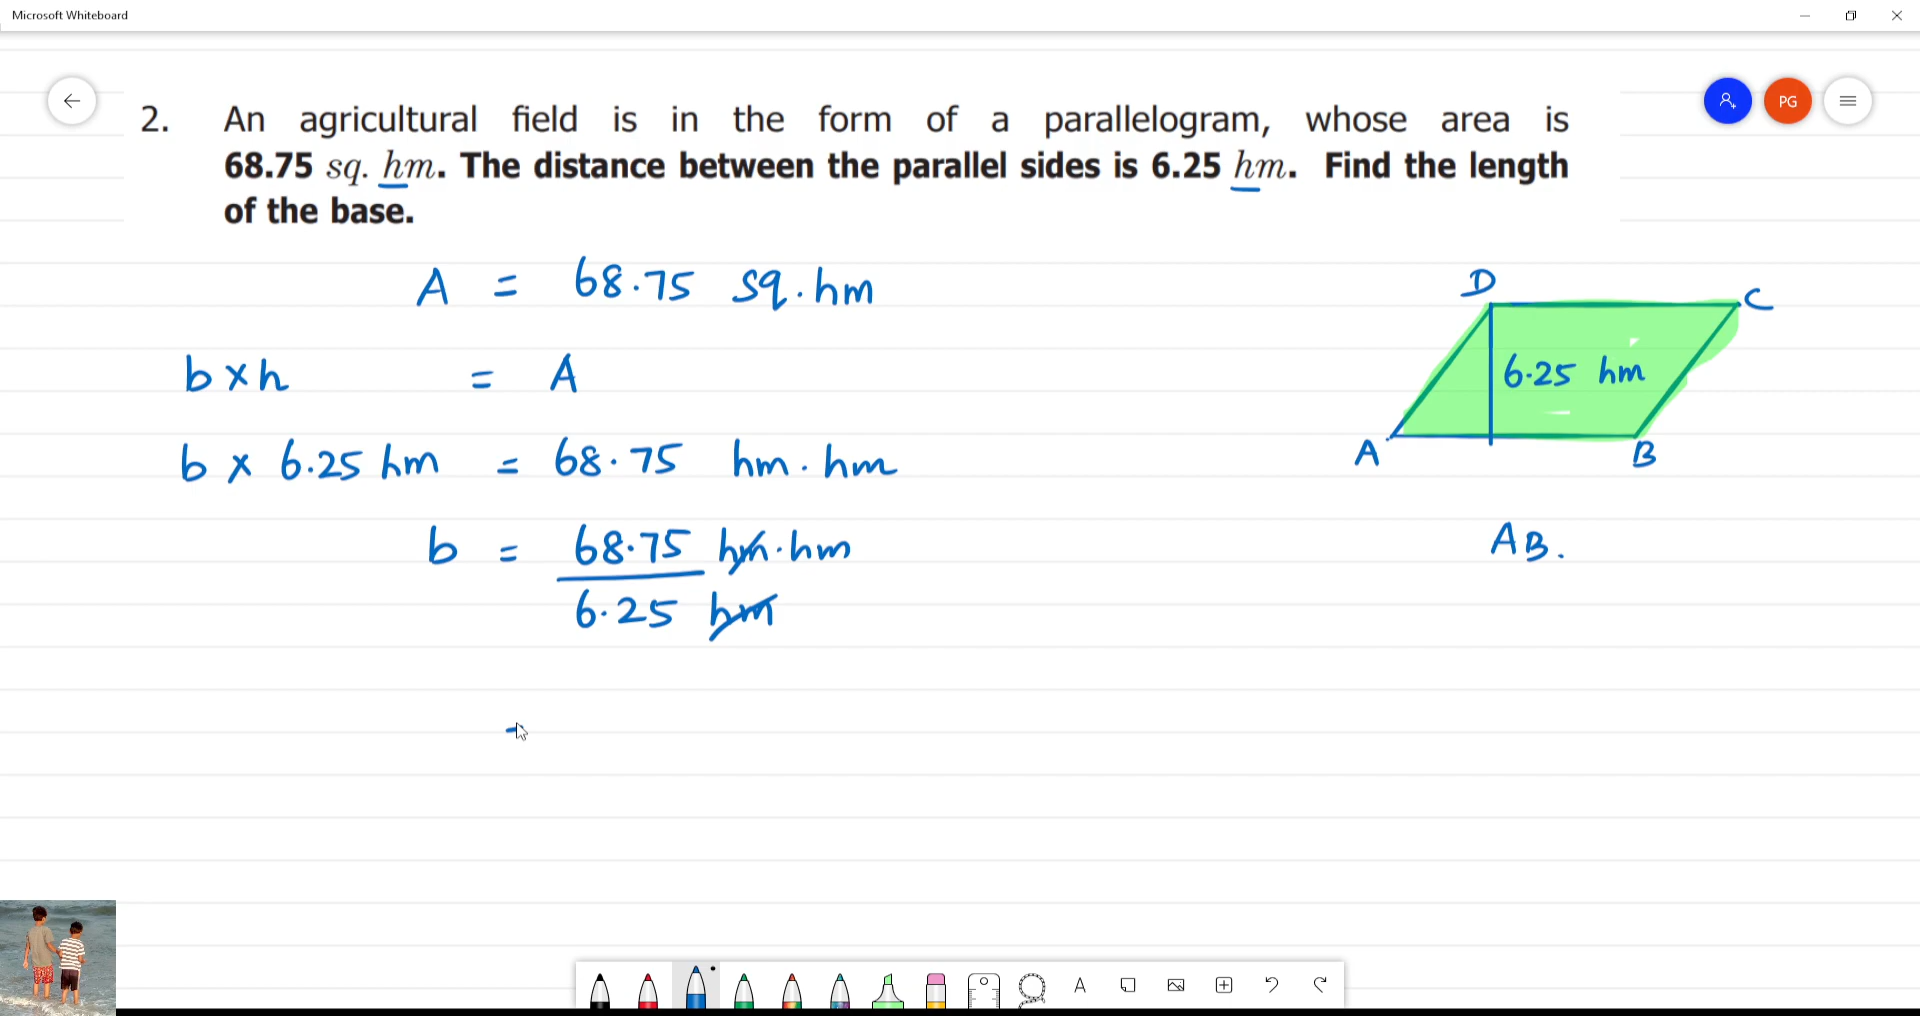 Microsoft Whiteboard
PG
2. An agricultural field is in the form of a parallelogram, whose area is
68.75 sq. hm. The distance between the parallel sides is 6.25 hm. Find the length
of the base.
A = 68.75 sq.hm
b × h = A
b × 6.25 hm = 68.75 hm . hm
b = 68.75 hm.hm
6.25 hm
=
D
C
6.25 hm
A
B
AB.
A